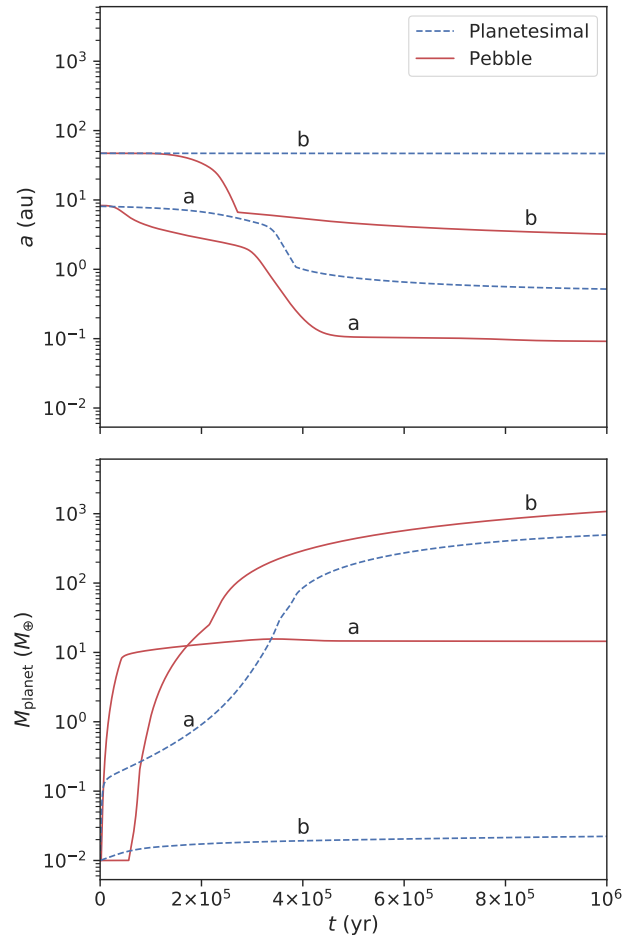 Planetesimal
Pebble
10³
10²
10¹
10⁰
10⁻¹
10⁻²
a (au)
b
a
b
a
10³
10²
10¹
10⁰
10⁻¹
10⁻²
M_planet (M_⊕)
b
a
a
b
0
2×10⁵
4×10⁵
6×10⁵
8×10⁵
10⁶
t (yr)